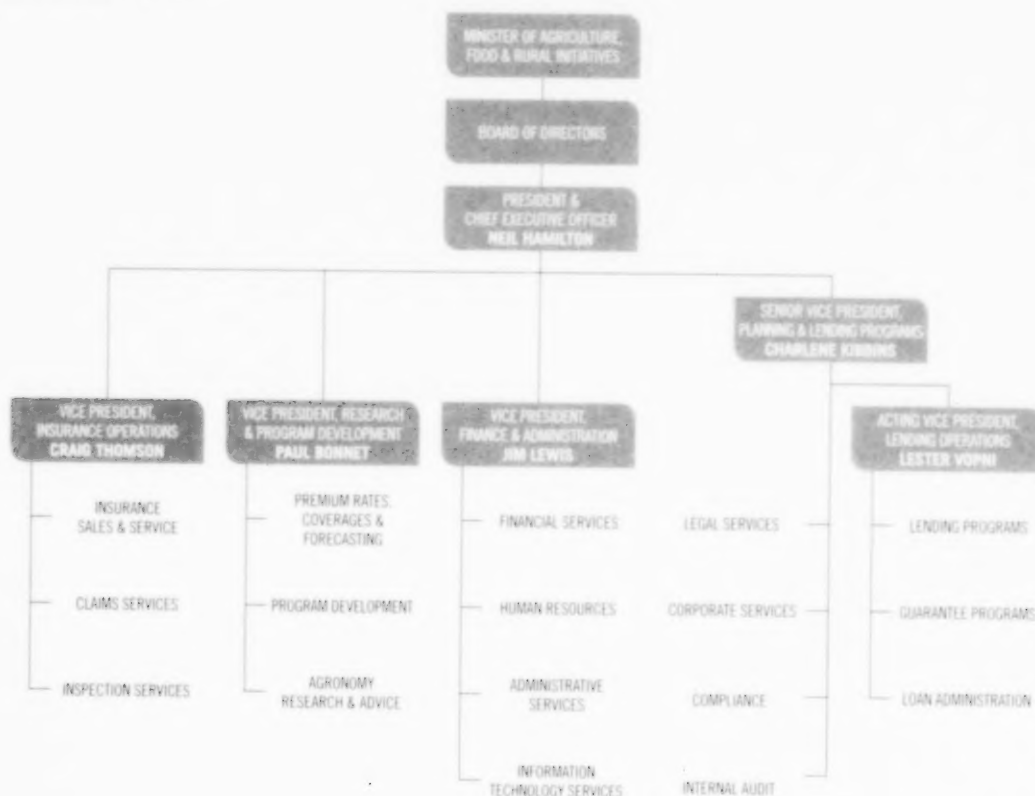 MINISTER OF AGRICULTURE,
FOOD & RURAL INITIATIVES
BOARD OF DIRECTORS
PRESIDENT &
CHIEF EXECUTIVE OFFICER
NEIL HAMILTON
SENIOR VICE PRESIDENT,
PLANNING & LENDING PROGRAMS
CHARLENE KIBBINS
VICE PRESIDENT,
INSURANCE OPERATIONS
CRAIG THOMSON
INSURANCE
SALES & SERVICE
CLAIMS SERVICES
INSPECTION SERVICES
VICE PRESIDENT, RESEARCH
& PROGRAM DEVELOPMENT
PAUL BONNET
PREMIUM RATES,
COVERAGES &
FORECASTING
PROGRAM DEVELOPMENT
AGRONOMY
RESEARCH & ADVICE
VICE PRESIDENT,
FINANCE & ADMINISTRATION
JIM LEWIS
FINANCIAL SERVICES
HUMAN RESOURCES
ADMINISTRATIVE
SERVICES
INFORMATION
TECHNOLOGY SERVICES
LEGAL SERVICES
CORPORATE SERVICES
COMPLIANCE
INTERNAL AUDIT
ACTING VICE PRESIDENT,
LENDING OPERATIONS
LESTER VOPNI
LENDING PROGRAMS
GUARANTEE PROGRAMS
LOAN ADMINISTRATION